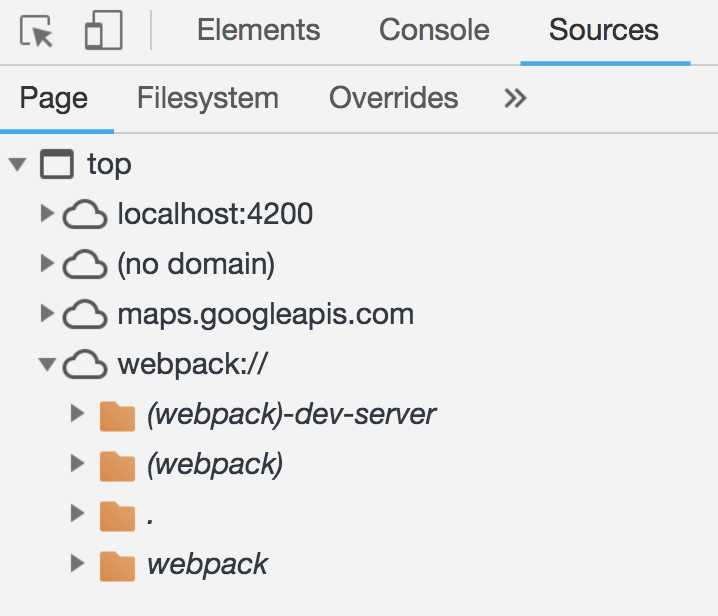 Elements Console Sources
Page Filesystem Overrides »
top
localhost:4200
(no domain)
maps.googleapis.com
webpack://
(webpack)-dev-server
(webpack)
.
webpack